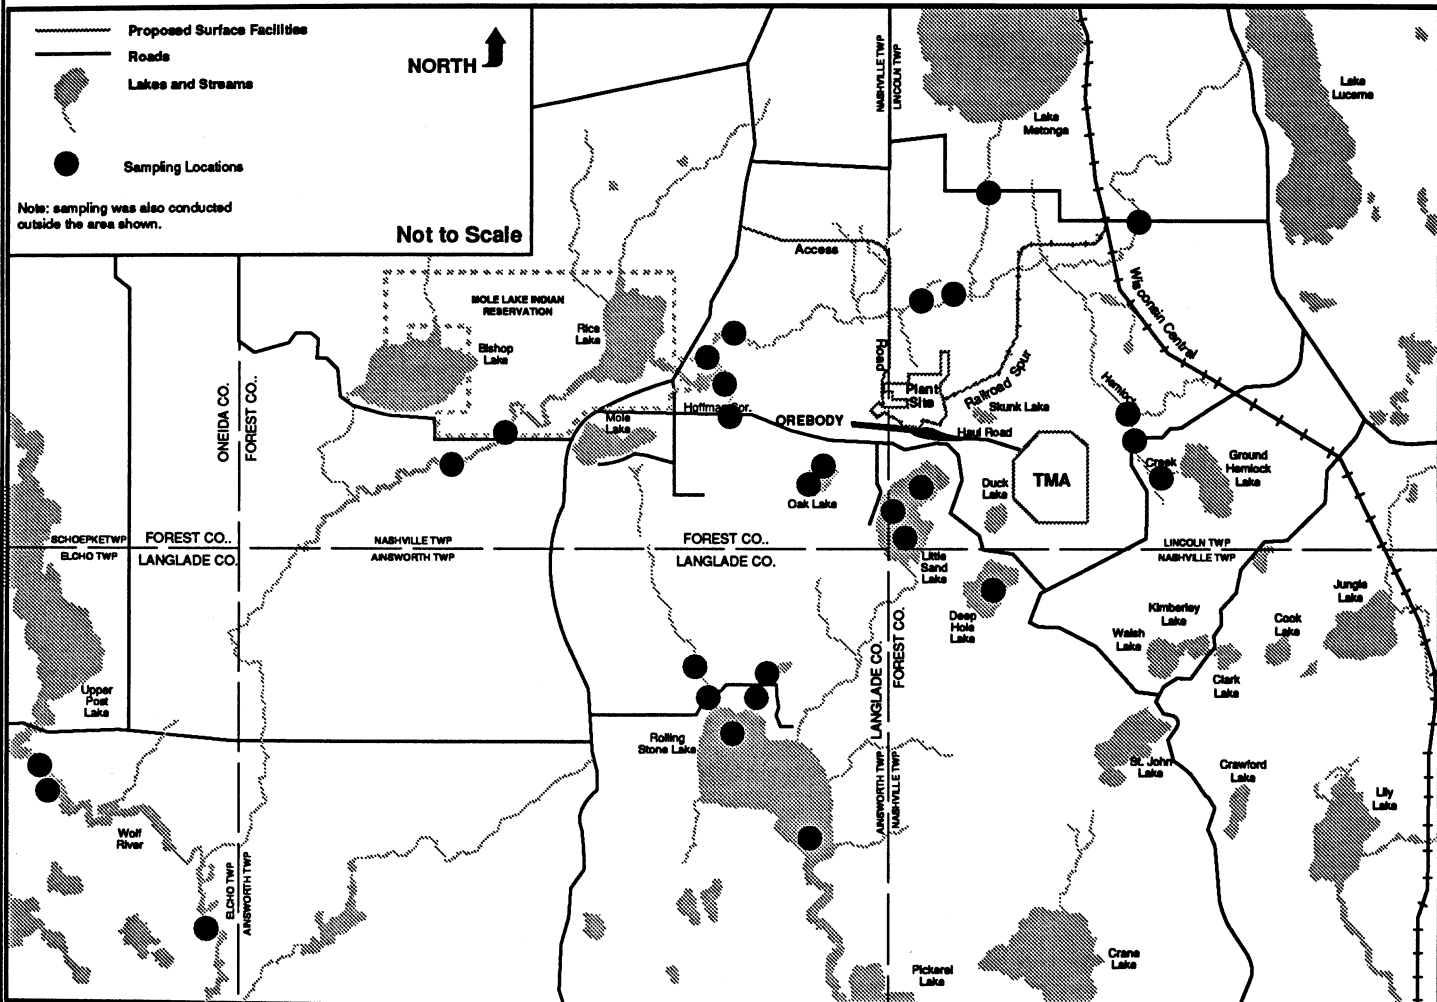 Proposed Surface Facilities
Roads
Lakes and Streams
Sampling Locations
Note: sampling was also conducted
outside the area shown.
NORTH
Not to Scale
NASHVILLE TWP
LINCOLN TWP
Lake
Metonga
Lake
Lucerne
Access
Road
MOLE LAKE INDIAN
RESERVATION
Rice
Lake
Bishop
Lake
Wisconsin Central
ONEIDA CO.
FOREST CO..
Hoffman Spr.
Mole
Lake
OREBODY
Plant
Site
Railroad Spur
Skunk Lake
Haul Road
Hemlock
Creek
Ground
Hemlock
Lake
TMA
Duck
Lake
Oak Lake
SCHOEPKETWP
ELCHO TWP
FOREST CO..
LANGLADE CO.
NASHVILLE TWP
AINSWORTH TWP
FOREST CO..
LANGLADE CO.
LINCOLN TWP
NASHVILLE TWP
Little
Sand
Lake
Deep
Hole
Lake
LANGLADE CO.
FOREST CO.
Jungle
Lake
Kimberley
Lake
Walsh
Lake
Cook
Lake
Clark
Lake
Upper
Post
Lake
Rolling
Stone Lake
St. John
Lake
Crawford
Lake
Lily
Lake
AINSWORTH TWP
NASHVILLE TWP
Wolf
River
ELCHO TWP
AINSWORTH TWP
Pickerel
Lake
Crane
Lake